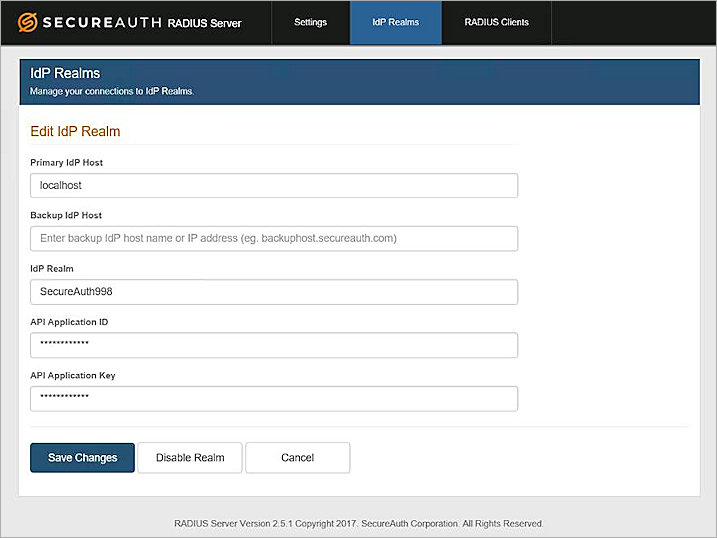 SECUREAUTH RADIUS Server Settings IdP Realms RADIUS Clients
IdP Realms
Manage your connections to IdP Realms.
Edit IdP Realm
Primary IdP Host
localhost
Backup IdP Host
Enter backup IdP host name or IP address (eg. backuphost.secureauth.com)
IdP Realm
SecureAuth998
API Application ID
************
API Application Key
************
Save Changes Disable Realm Cancel
RADIUS Server Version 2.5.1 Copyright 2017. SecureAuth Corporation. All Rights Reserved.